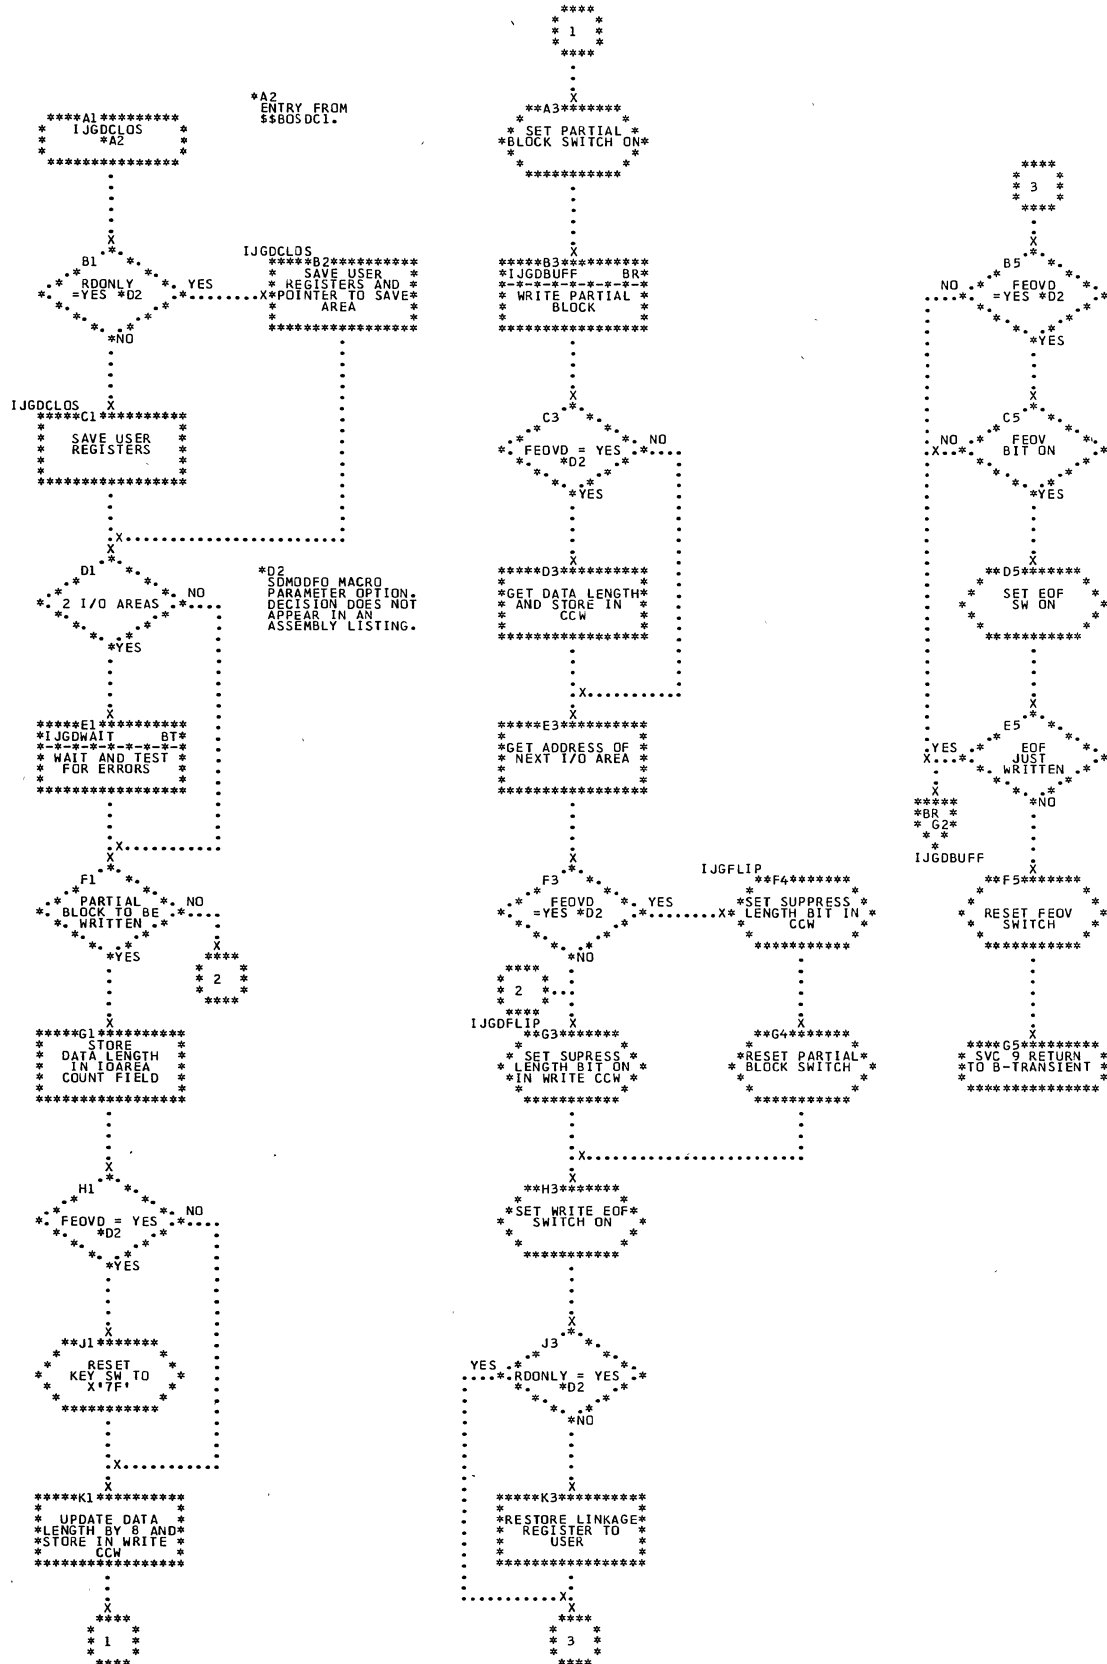 A1
IJGDCLOS
*A2
*A2
ENTRY FROM
$$BOSDC1.
B1
RDONLY
=YES *D2
YES
NO
IJGDCLOS
B2
SAVE USER
REGISTERS AND
POINTER TO SAVE
AREA
IJGDCLOS
C1
SAVE USER
REGISTERS
D1
2 I/O AREAS
NO
YES
*D2
SDMODFO MACRO
PARAMETER OPTION.
DECISION DOES NOT
APPEAR IN AN
ASSEMBLY LISTING.
E1
IJGDWAIT BT
WAIT AND TEST
FOR ERRORS
F1
PARTIAL
BLOCK TO BE
WRITTEN
NO
YES
2
G1
STORE
DATA LENGTH
IN IOAREA
COUNT FIELD
H1
FEOVD = YES
*D2
NO
YES
J1
RESET
KEY SW TO
X'7F'
K1
UPDATE DATA
LENGTH BY 8 AND
STORE IN WRITE
CCW
1
1
A3
SET PARTIAL
BLOCK SWITCH ON
B3
IJGDBUFF BR
WRITE PARTIAL
BLOCK
C3
FEOVD = YES
*D2
NO
YES
D3
GET DATA LENGTH
AND STORE IN
CCW
E3
GET ADDRESS OF
NEXT I/O AREA
F3
FEOVD
=YES *D2
YES
NO
IJGFLIP
F4
SET SUPPRESS
LENGTH BIT IN
CCW
2
IJGDFLIP
G3
SET SUPRESS
LENGTH BIT ON
IN WRITE CCW
G4
RESET PARTIAL
BLOCK SWITCH
H3
SET WRITE EOF
SWITCH ON
J3
RDONLY = YES
*D2
YES
NO
K3
RESTORE LINKAGE
REGISTER TO
USER
3
3
B5
FEOVD
=YES *D2
NO
YES
C5
FEOV
BIT ON
NO
YES
D5
SET EOF
SW ON
E5
EOF
JUST
WRITTEN
YES
NO
BR
G2
IJGDBUFF
F5
RESET FEOV
SWITCH
G5
SVC 9 RETURN
TO B-TRANSIENT